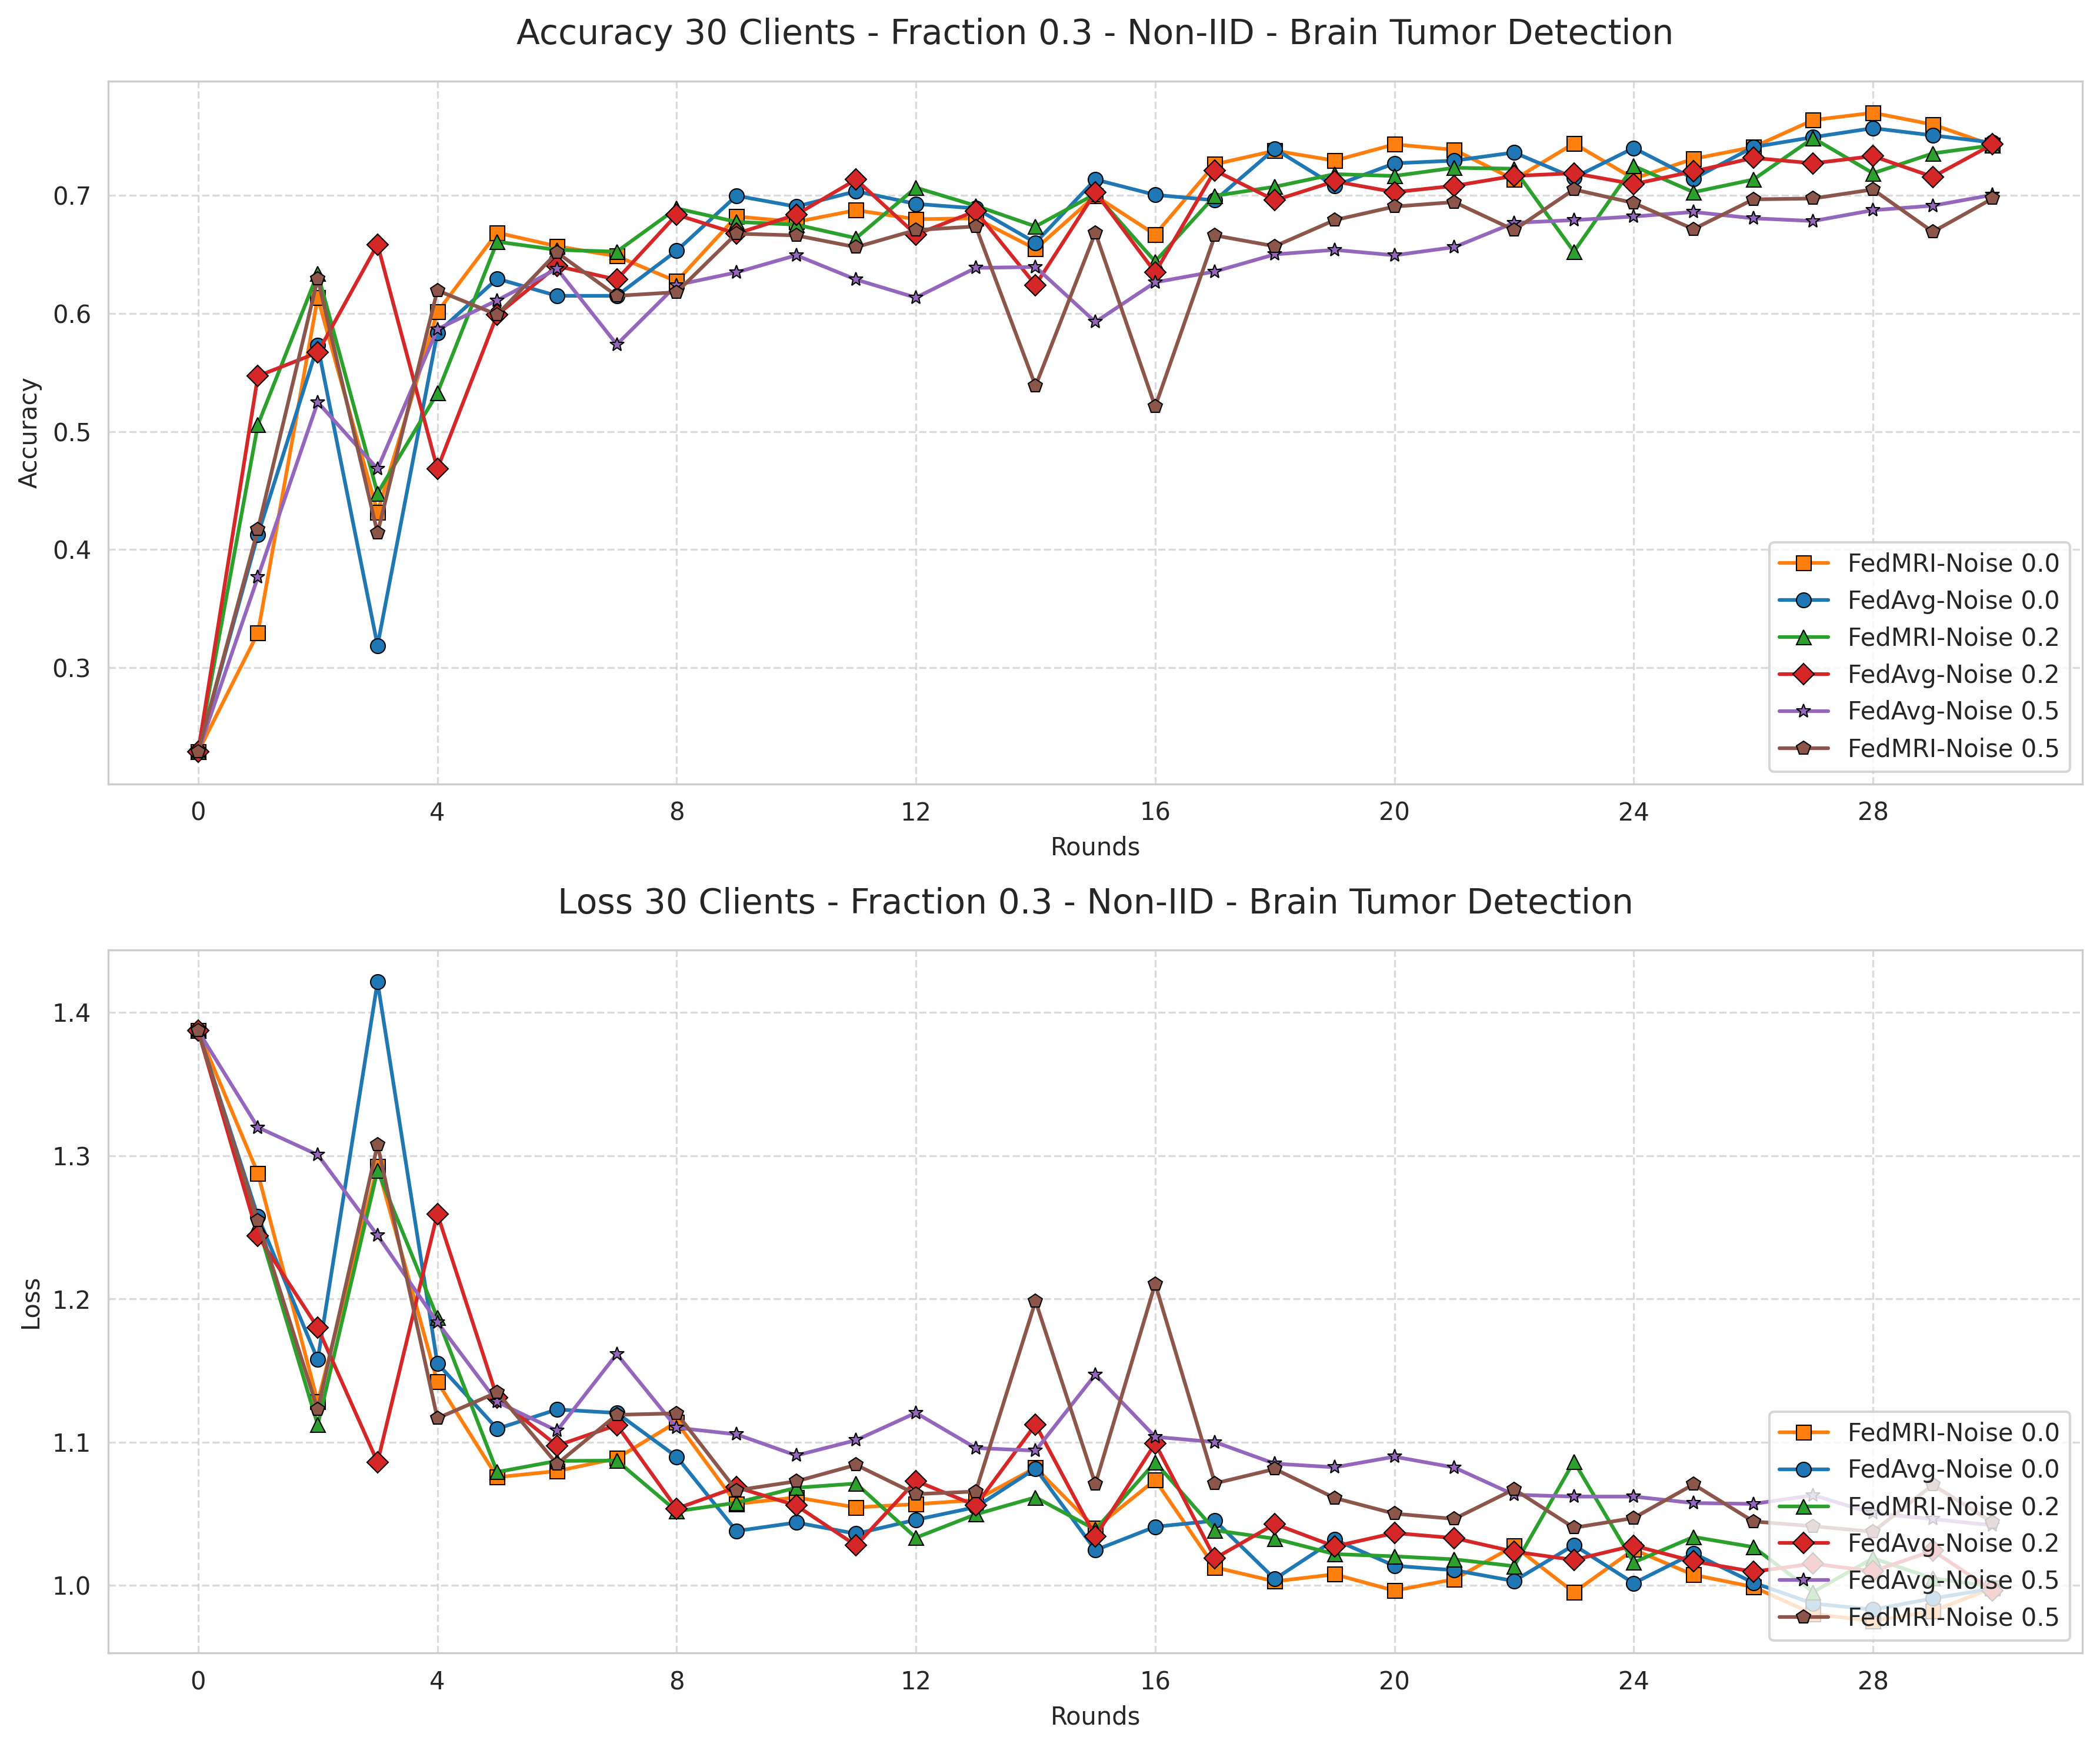 Accuracy 30 Clients - Fraction 0.3 - Non-IID - Brain Tumor Detection
Accuracy
0.7
0.6
0.5
0.4
0.3
FedMRI-Noise 0.0
FedAvg-Noise 0.0
FedMRI-Noise 0.2
FedAvg-Noise 0.2
FedAvg-Noise 0.5
FedMRI-Noise 0.5
0 4 8 12 16 20 24 28
Rounds
Loss 30 Clients - Fraction 0.3 - Non-IID - Brain Tumor Detection
Loss
1.4
1.3
1.2
1.1
1.0
FedMRI-Noise 0.0
FedAvg-Noise 0.0
FedMRI-Noise 0.2
FedAvg-Noise 0.2
FedAvg-Noise 0.5
FedMRI-Noise 0.5
0 4 8 12 16 20 24 28
Rounds